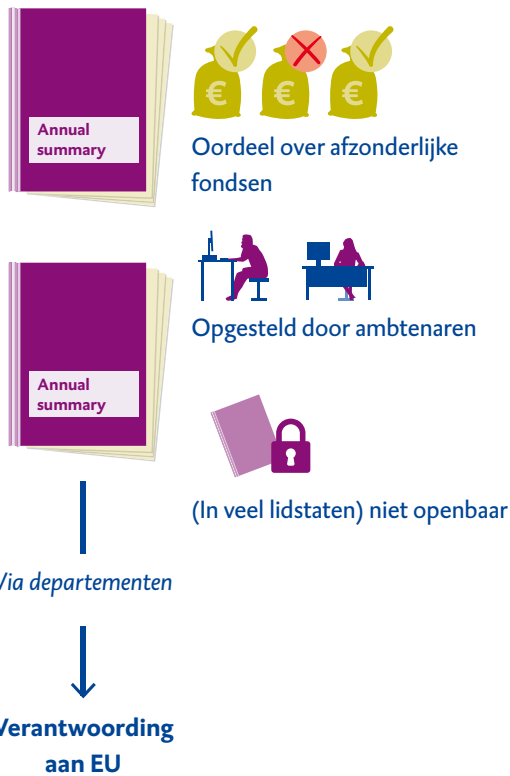 Annual
summary
€ € €
Oordeel over afzonderlijke
fondsen
Annual
summary
Opgesteld door ambtenaren
(In veel lidstaten) niet openbaar
Via departementen
Verantwoording
aan EU